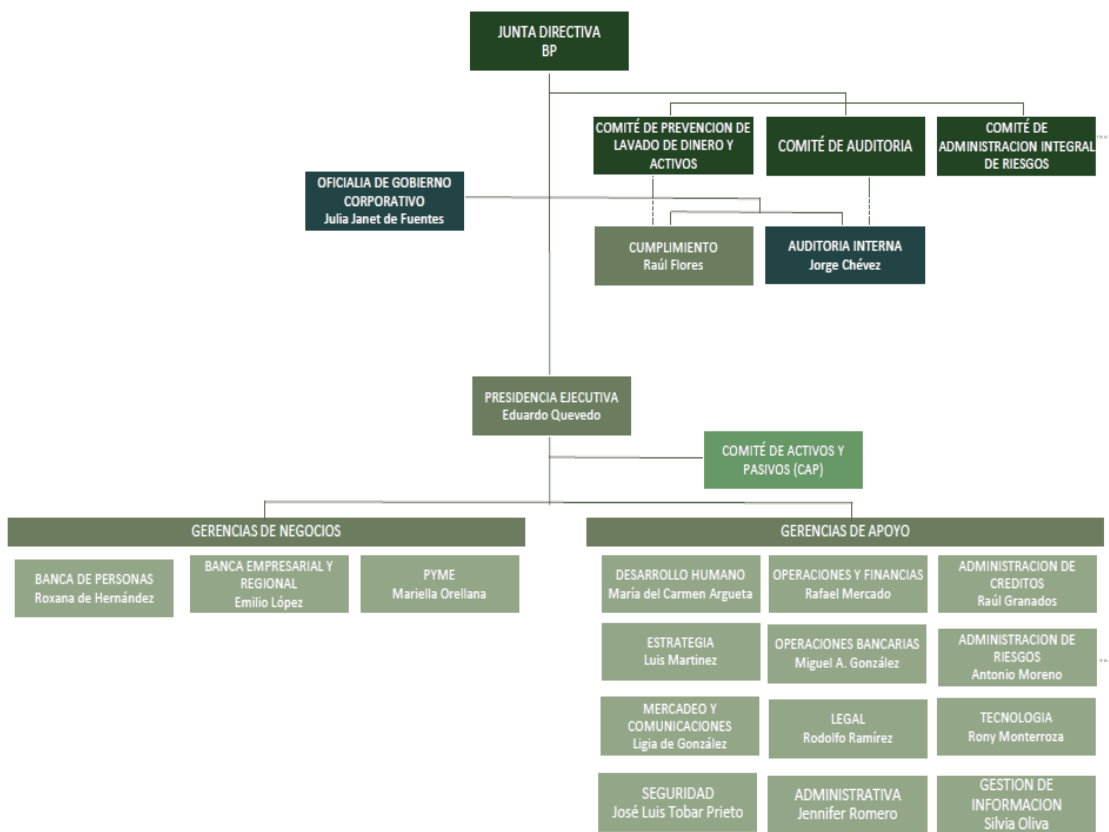 JUNTA DIRECTIVA
BP
COMITÉ DE PREVENCION DE
LAVADO DE DINERO Y
ACTIVOS
COMITÉ DE AUDITORIA
COMITÉ DE
ADMINISTRACION INTEGRAL
DE RIESGOS
OFICIALIA DE GOBIERNO
CORPORATIVO
Julia Janet de Fuentes
CUMPLIMIENTO
Raúl Flores
AUDITORIA INTERNA
Jorge Chévez
PRESIDENCIA EJECUTIVA
Eduardo Quevedo
COMITÉ DE ACTIVOS Y
PASIVOS (CAP)
GERENCIAS DE NEGOCIOS
BANCA DE PERSONAS
Roxana de Hernández
BANCA EMPRESARIAL Y
REGIONAL
Emilio López
PYME
Mariella Orellana
GERENCIAS DE APOYO
DESARROLLO HUMANO
María del Carmen Argueta
OPERACIONES Y FINANCIAS
Rafael Mercado
ADMINISTRACION DE
CREDITOS
Raúl Granados
ESTRATEGIA
Luis Martinez
OPERACIONES BANCARIAS
Miguel A. González
ADMINISTRACION DE
RIESGOS
Antonio Moreno
MERCADEO Y
COMUNICACIONES
Ligia de González
LEGAL
Rodolfo Ramírez
TECNOLOGIA
Rony Monterroza
SEGURIDAD
José Luis Tobar Prieto
ADMINISTRATIVA
Jennifer Romero
GESTION DE
INFORMACION
Silvia Oliva